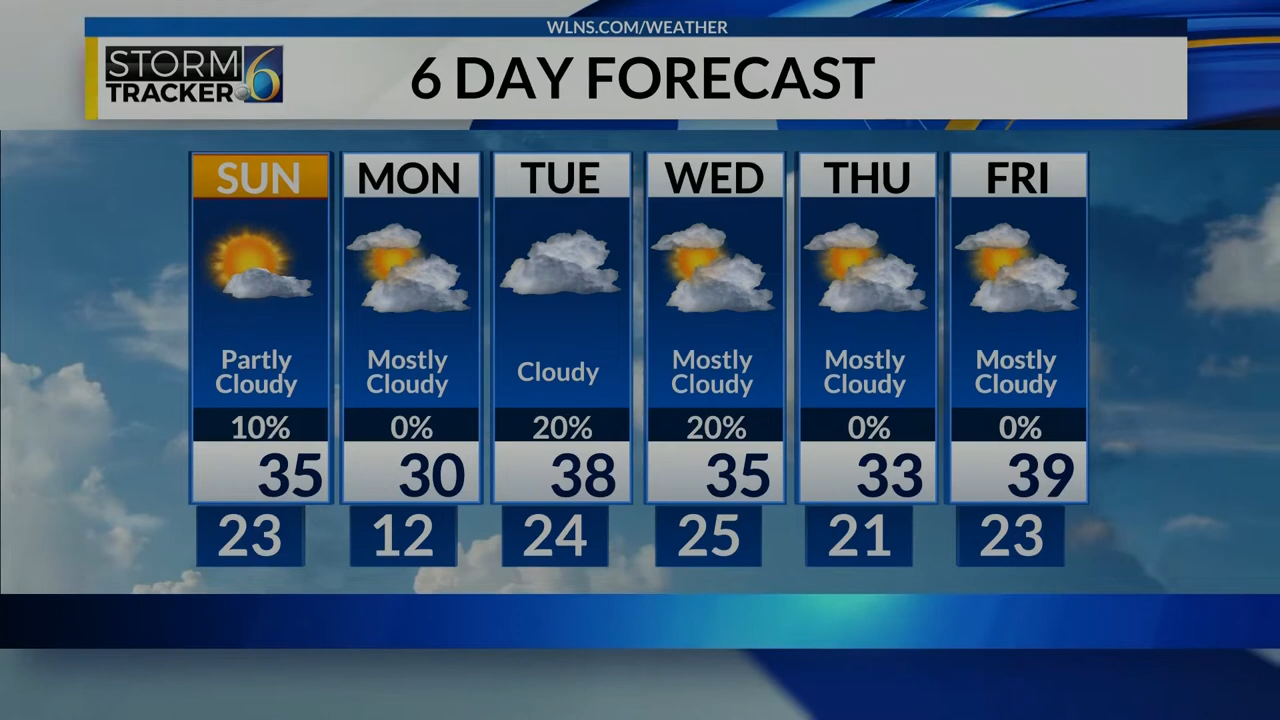 WLNS.COM/WEATHER
STORM
TRACKER 6
6 DAY FORECAST
SUN MON TUE WED THU FRI
Partly Cloudy
Mostly Cloudy
Cloudy
Mostly Cloudy
Mostly Cloudy
Mostly Cloudy
10% 0% 20% 20% 0% 0%
35 30 38 35 33 39
23 12 24 25 21 23